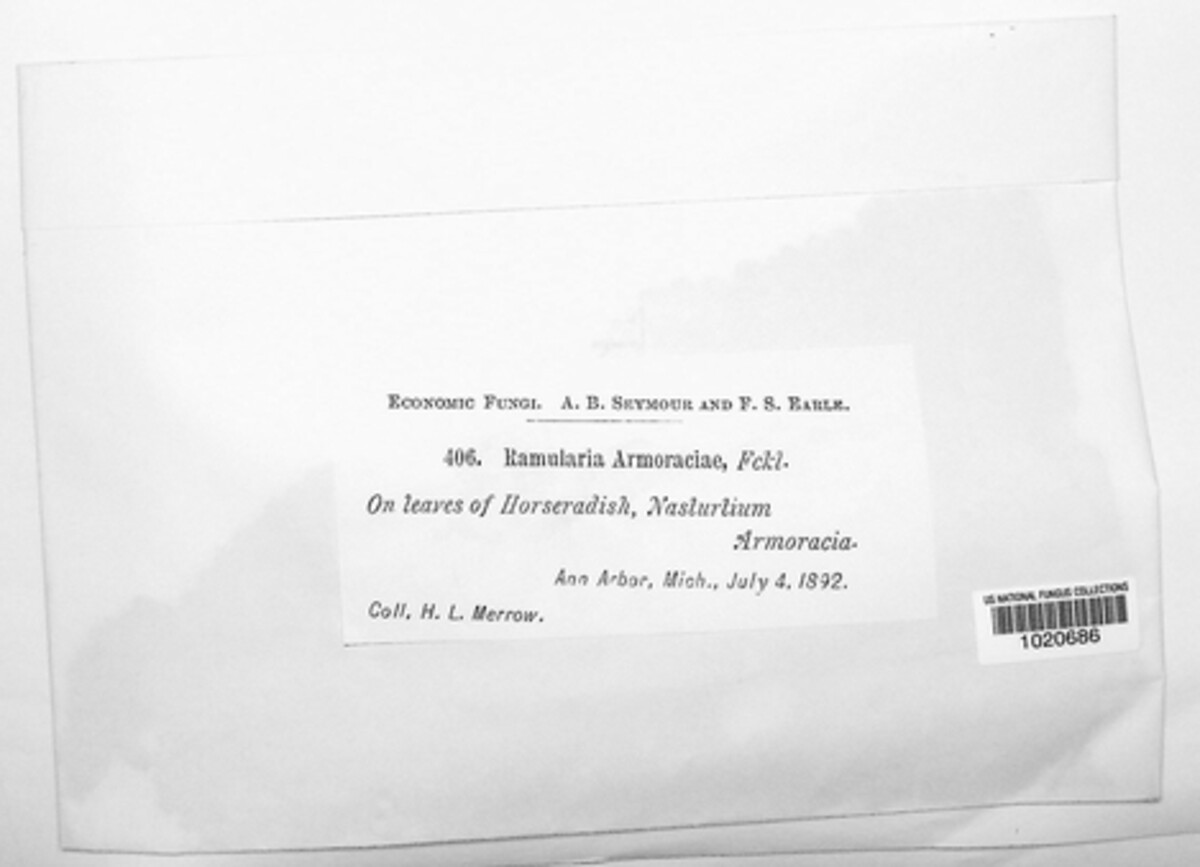 ECONOMIC FUNGI. A. B. SEYMOUR AND F. S. EARLE.
406. Ramularia Armoraciae, Fckl.
On leaves of Horseradish, Nasturtium
Armoracia.
Ann Arbor, Mich., July 4, 1892.
Coll. H. L. Merrow.
US NATIONAL FUNGUS COLLECTIONS
1020686